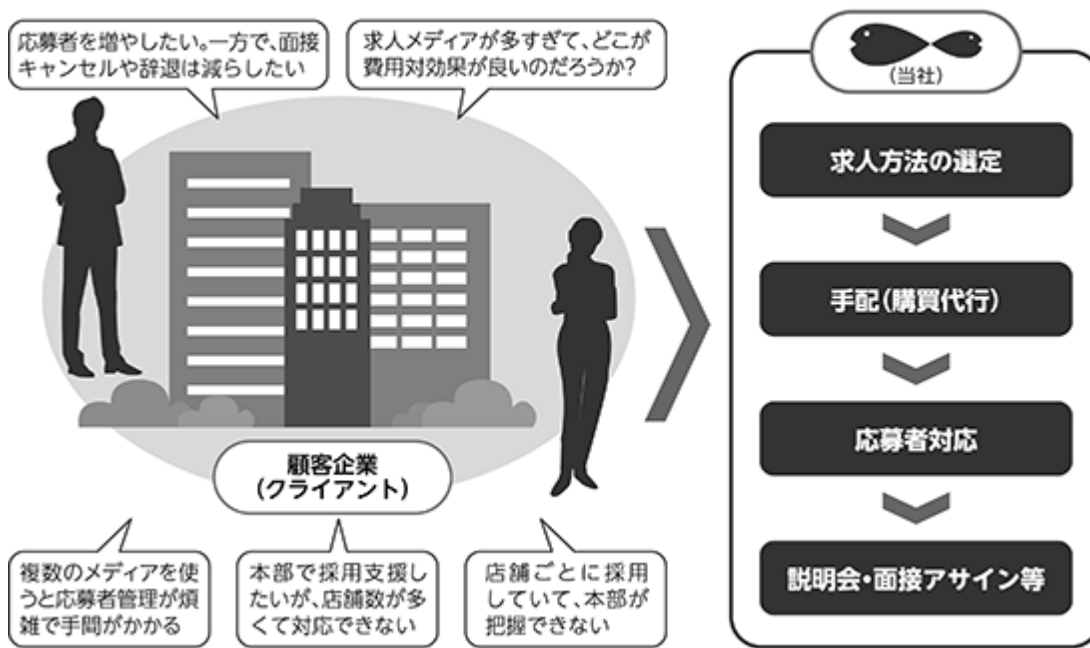 応募者を増やしたい。一方で、面接
キャンセルや辞退は減らしたい
求人メディアが多すぎて、どこが
費用対効果が良いのだろうか?
顧客企業
(クライアント)
複数のメディアを使
うと応募者管理が煩
雑で手間がかかる
本部で採用支援し
たいが、店舗数が多
くて対応できない
店舗ごとに採用
していて、本部が
把握できない
(当社)
求人方法の選定
手配(購買代行)
応募者対応
説明会・面接アサイン等